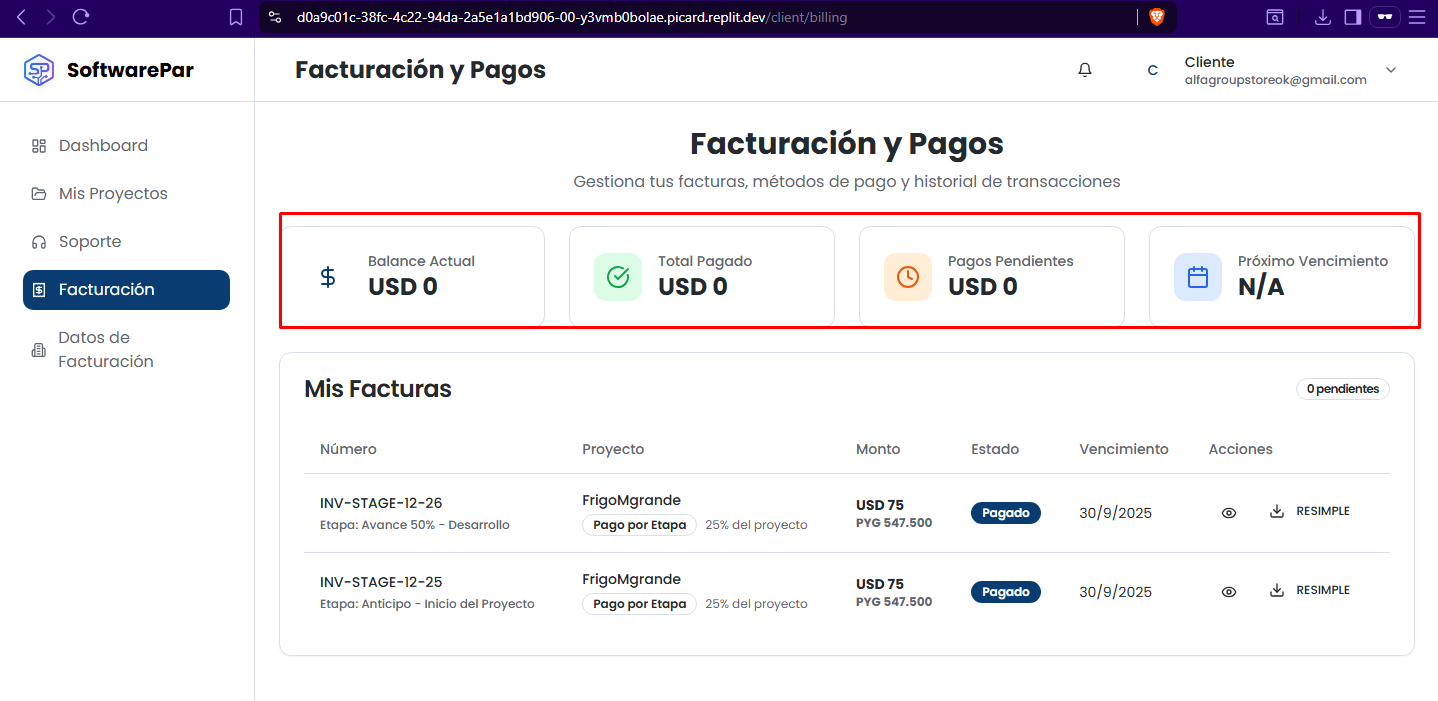 d0a9c01c-38fc-4c22-94da-2a5e1a1bd906-00-y3vmb0bolae.picard.replit.dev/client/billing
SoftwarePar
Facturación y Pagos
C
Cliente
alfagroupstoreok@gmail.com
Dashboard
Mis Proyectos
Soporte
Facturación
Datos de
Facturación
Facturación y Pagos
Gestiona tus facturas, métodos de pago y historial de transacciones
Balance Actual
USD 0
Total Pagado
USD 0
Pagos Pendientes
USD 0
Próximo Vencimiento
N/A
Mis Facturas
0 pendientes
Número Proyecto Monto Estado Vencimiento Acciones
INV-STAGE-12-26
Etapa: Avance 50% - Desarrollo
FrigoMgrande
Pago por Etapa 25% del proyecto
USD 75
PYG 547.500
Pagado
30/9/2025
RESIMPLE
INV-STAGE-12-25
Etapa: Anticipo - Inicio del Proyecto
FrigoMgrande
Pago por Etapa 25% del proyecto
USD 75
PYG 547.500
Pagado
30/9/2025
RESIMPLE